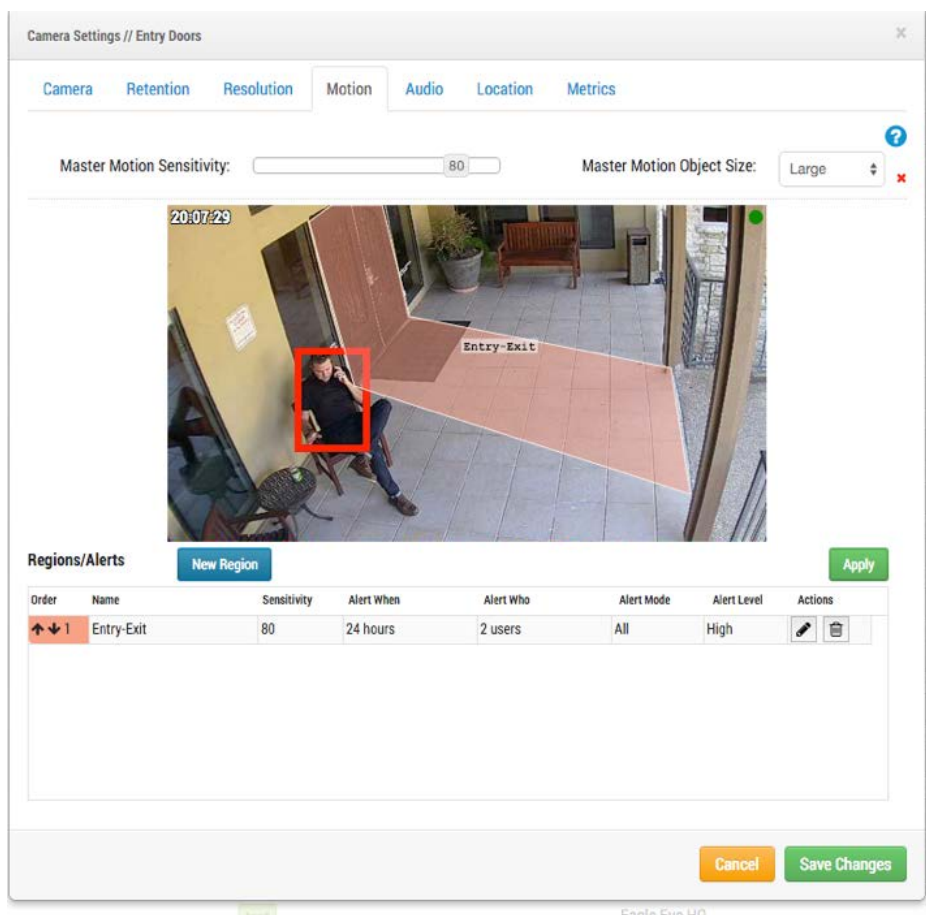 Camera Settings // Entry Doors x
Camera Retention Resolution Motion Audio Location Metrics
?
Master Motion Sensitivity: 80 Master Motion Object Size: Large
20:07:29
Entry-Exit
Regions/Alerts New Region Apply
Order Name Sensitivity Alert When Alert Who Alert Mode Alert Level Actions
1 Entry-Exit 80 24 hours 2 users All High
Cancel Save Changes